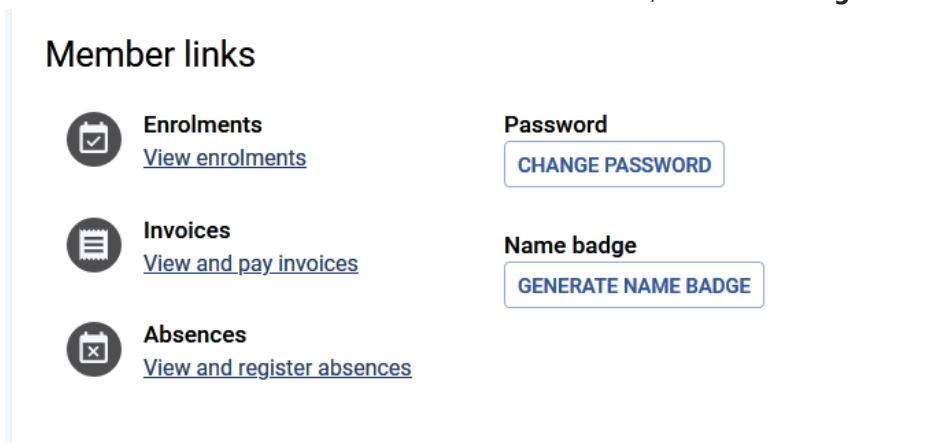 Member links
Enrolments
View enrolments
Invoices
View and pay invoices
Absences
View and register absences
Password
CHANGE PASSWORD
Name badge
GENERATE NAME BADGE